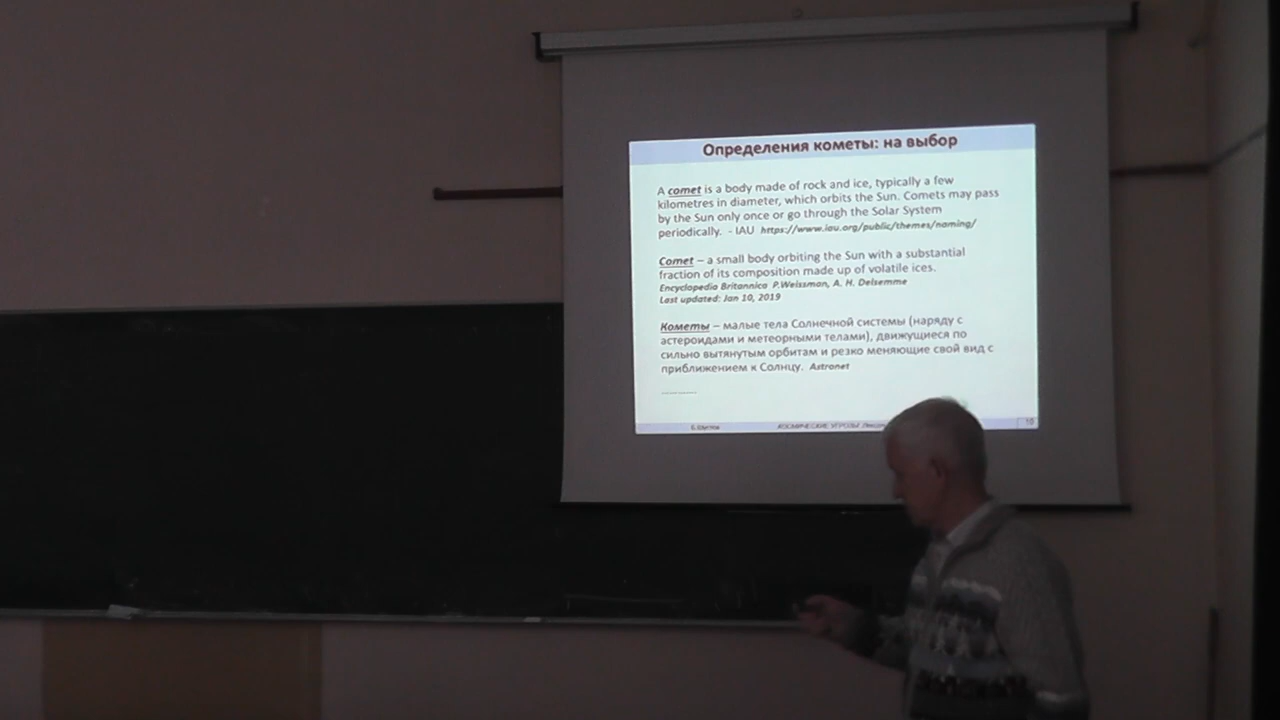 Определения кометы: на выбор
A comet is a body made of rock and ice, typically a few
kilometres in diameter, which orbits the Sun. Comets may pass
by the Sun only once or go through the Solar System
periodically. - IAU https://www.iau.org/public/themes/naming/
Comet – a small body orbiting the Sun with a substantial
fraction of its composition made up of volatile ices.
Encyclopedia Britannica P.Weissman, A. H. Delsemme
Last updated: Jan 10, 2019
Кометы – малые тела Солнечной системы (наряду с
астероидами и метеорными телами), движущиеся по
сильно вытянутым орбитам и резко меняющие свой вид с
приближением к Солнцу. Astronet
Б.Шустов КОСМИЧЕСКИЕ УГРОЗЫ 10